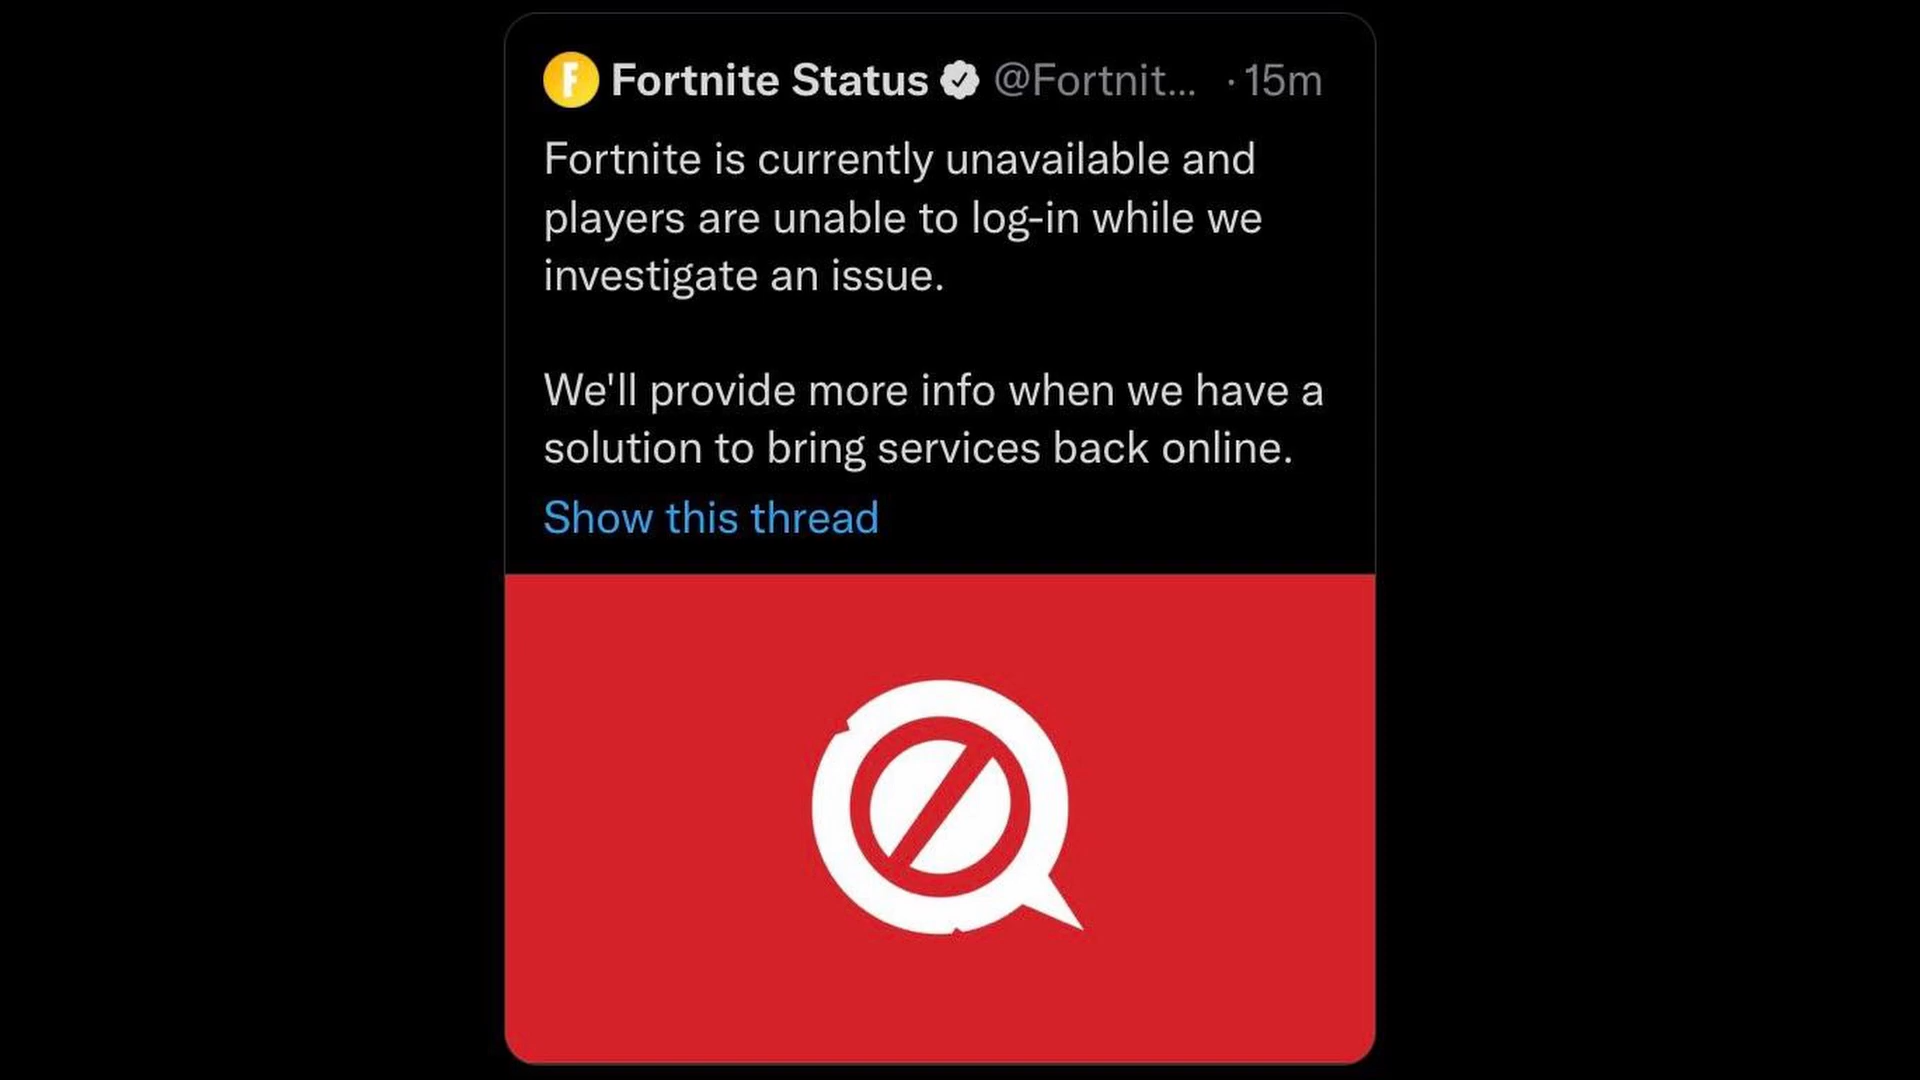 Fortnite Status @Fortnit... · 15m
Fortnite is currently unavailable and
players are unable to log-in while we
investigate an issue.
We'll provide more info when we have a
solution to bring services back online.
Show this thread